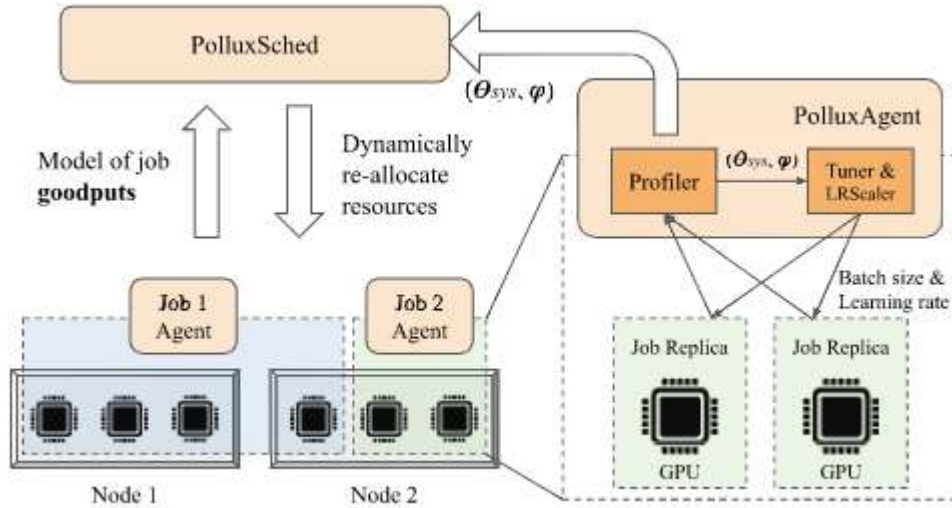 PolluxSched
(θsys, φ)
PolluxAgent
Model of job
goodputs
Dynamically
re-allocate
resources
Profiler
(θsys, φ)
Tuner &
LRScaler
Batch size &
Learning rate
Job 1
Agent
Job 2
Agent
Job Replica
Job Replica
GPU
GPU
Node 1
Node 2